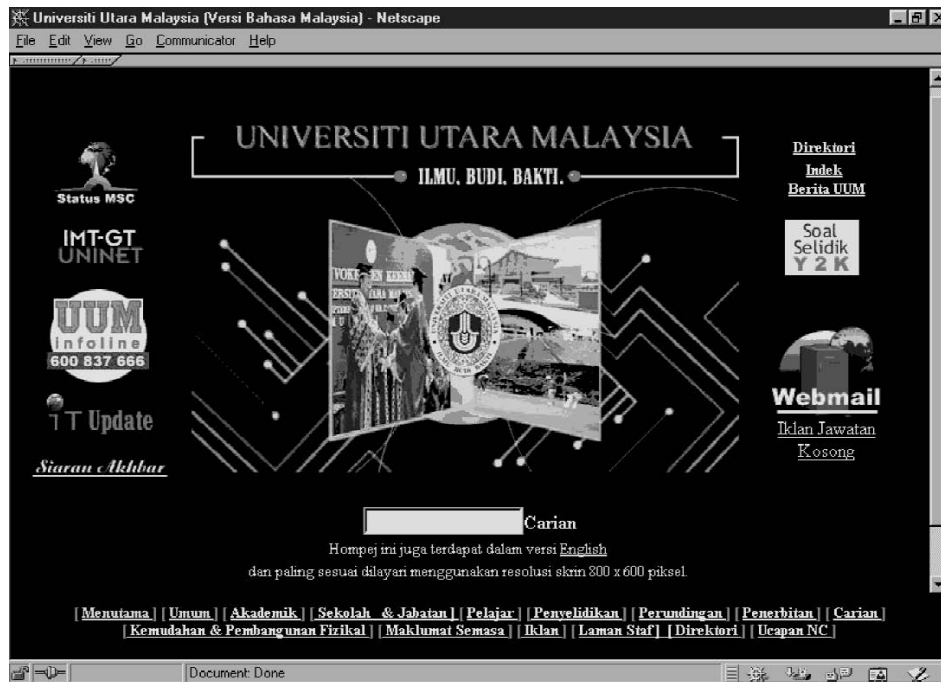 Universiti Utara Malaysia (Versi Bahasa Malaysia) - Netscape
File Edit View Go Communicator Help
UNIVERSITI UTARA MALAYSIA
ILMU, BUDI, BAKTI.
Status MSC
IMT-GT
UNINET
UUM
infoline
600 837 666
iT Update
Siaran Akhbar
Direktori
Indek
Berita UUM
Soal
Selidik
Y2K
Webmail
Iklan Jawatan
Kosong
Carian
Hompej ini juga terdapat dalam versi English
dan paling sesuai dilayari menggunakan resolusi skrin 800 x 600 piksel.
[ Menutama ] [ Umum ] [ Akademik ] [ Sekolah & Jabatan ] [ Pelajar ] [ Penyelidikan ] [ Perundingan ] [ Penerbitan ] [ Carian ]
[ Kemudahan & Pembangunan Fizikal ] [ Maklumat Semasa ] [ Iklan ] [ Laman Staf ] [ Direktori ] [ Ucapan NC ]
Document: Done